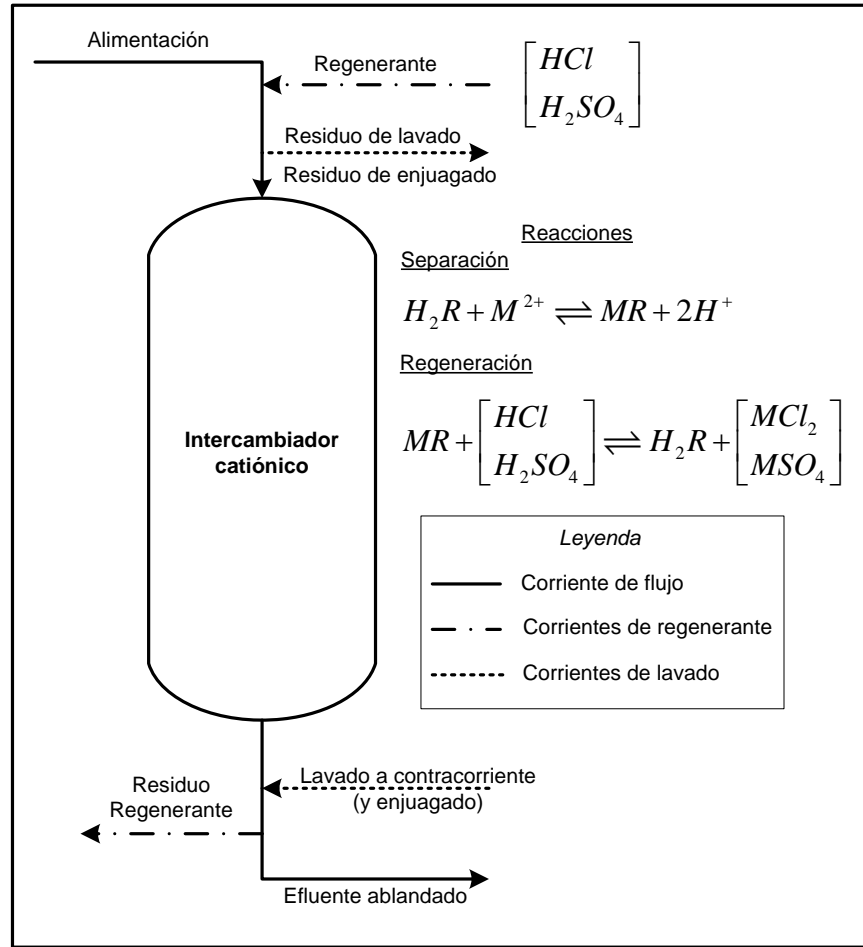 Alimentación
Regenerante
[HCl
H₂SO₄]
Residuo de lavado
Residuo de enjuagado
Reacciones
Separación
H₂R + M²⁺ ⇌ MR + 2H⁺
Regeneración
MR + [HCl H₂SO₄] ⇌ H₂R + [MCl₂ MSO₄]
Intercambiador
catiónico
Leyenda
Corriente de flujo
Corrientes de regenerante
Corrientes de lavado
Residuo
Regenerante
Lavado a contracorriente
(y enjuagado)
Efluente ablandado